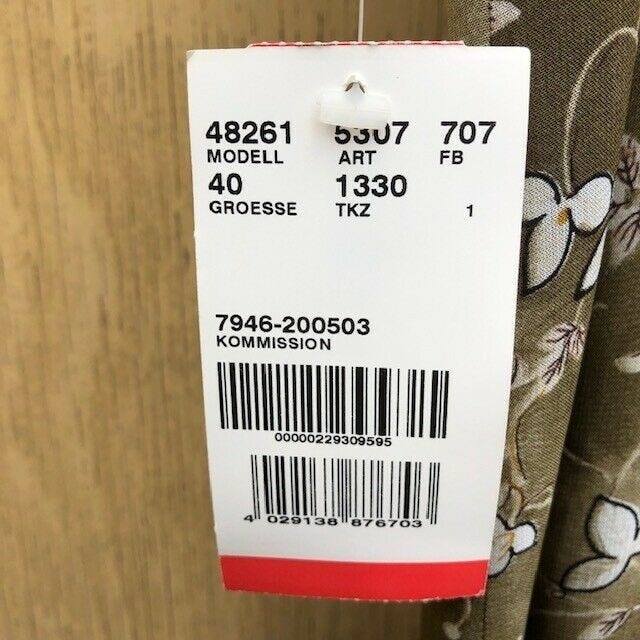 48261 5307 707
MODELL ART FB
40 1330
GROESSE TKZ 1
7946-200503
KOMMISSION
00000229309595
4 029138 876703